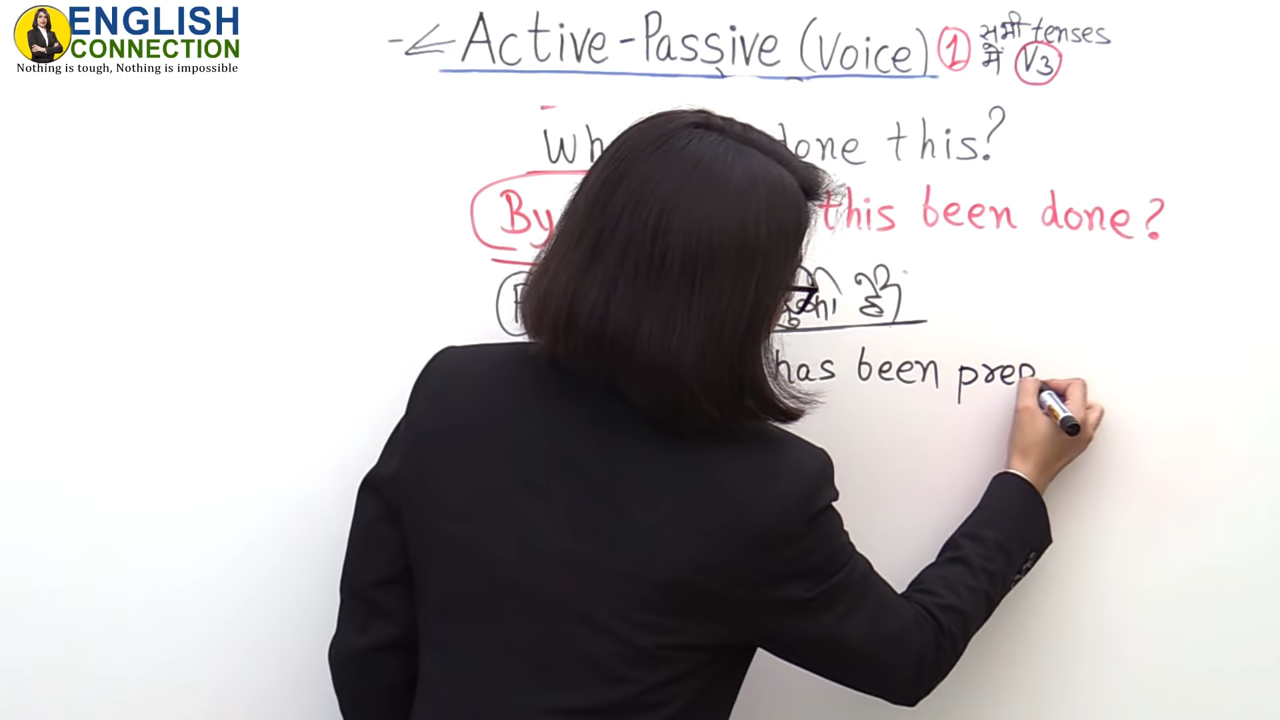 ENGLISH
CONNECTION
Nothing is tough, Nothing is impossible
Active-Passive (Voice) 1 सभी tenses
में V3
done this?
By this been done?
है
has been prep